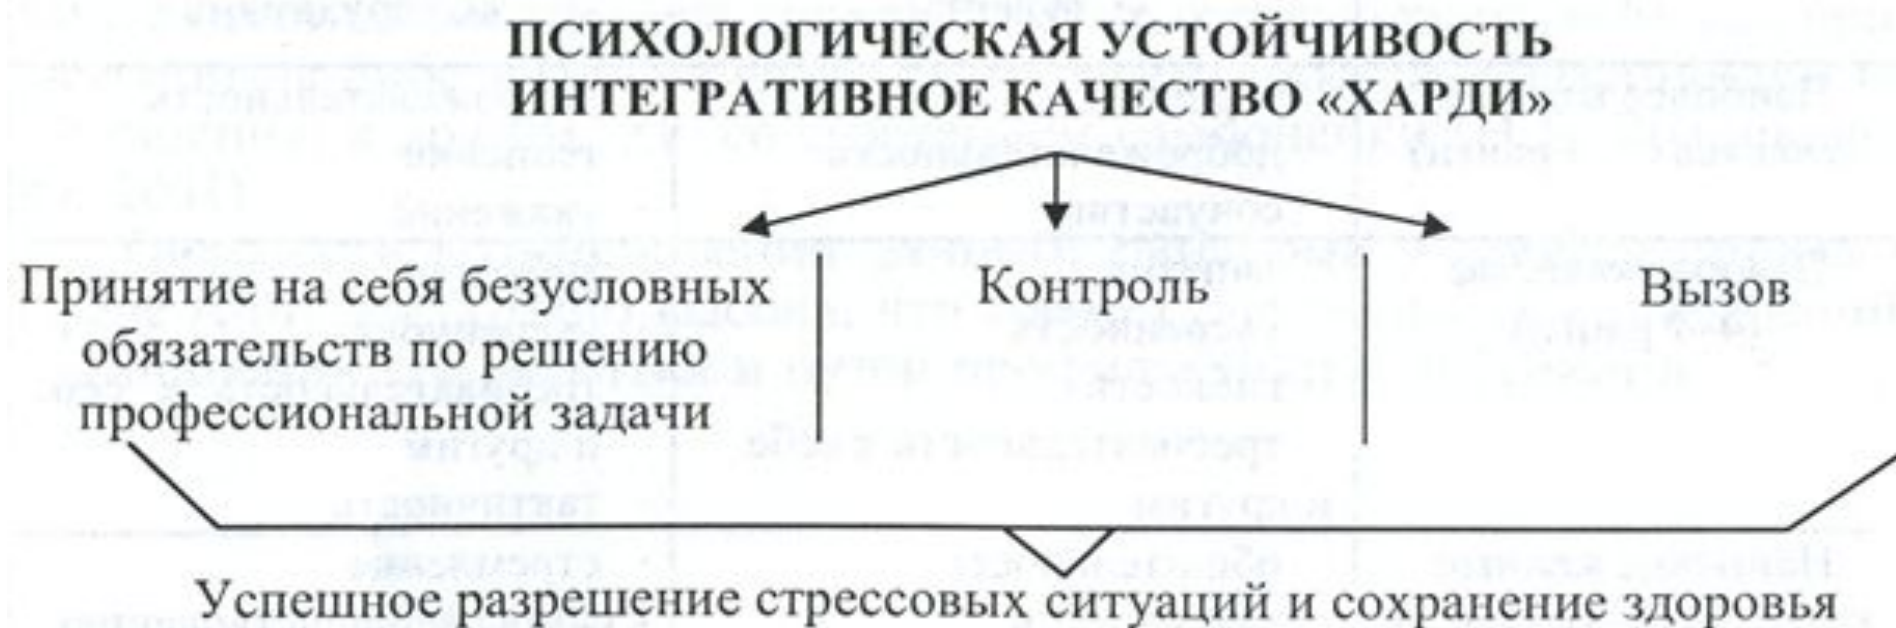 ПСИХОЛОГИЧЕСКАЯ УСТОЙЧИВОСТЬ
ИНТЕГРАТИВНОЕ КАЧЕСТВО «ХАРДИ»
Принятие на себя безусловных
обязательств по решению
профессиональной задачи
Контроль
Вызов
Успешное разрешение стрессовых ситуаций и сохранение здоровья